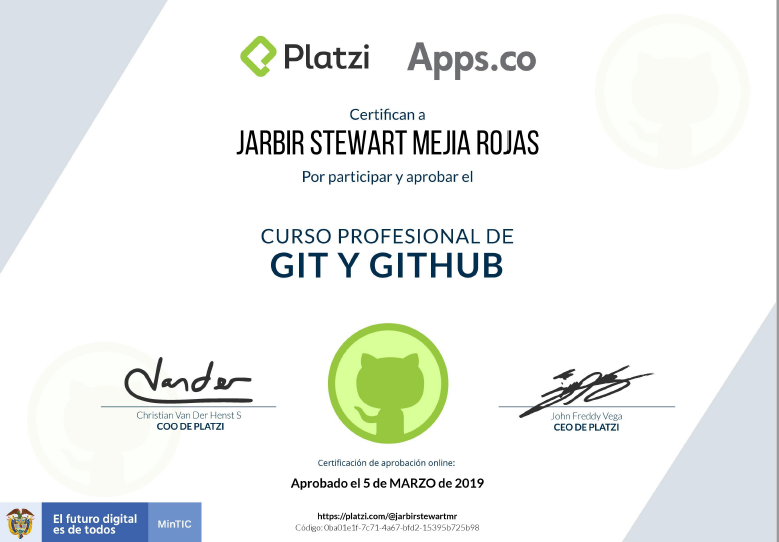 Platzi Apps.co
Certifican a
JARBIR STEWART MEJIA ROJAS
Por participar y aprobar el
CURSO PROFESIONAL DE
GIT Y GITHUB
Vander
Christian Van Der Henst S
COO DE PLATZI
John Freddy Vega
CEO DE PLATZI
Certificación de aprobación online:
Aprobado el 5 de MARZO de 2019
https://platzi.com/@jarbirstewartmr
Código: 0ba01e1f-7c71-4a67-bfd2-15395b725b98
El futuro digital
es de todos
MinTIC